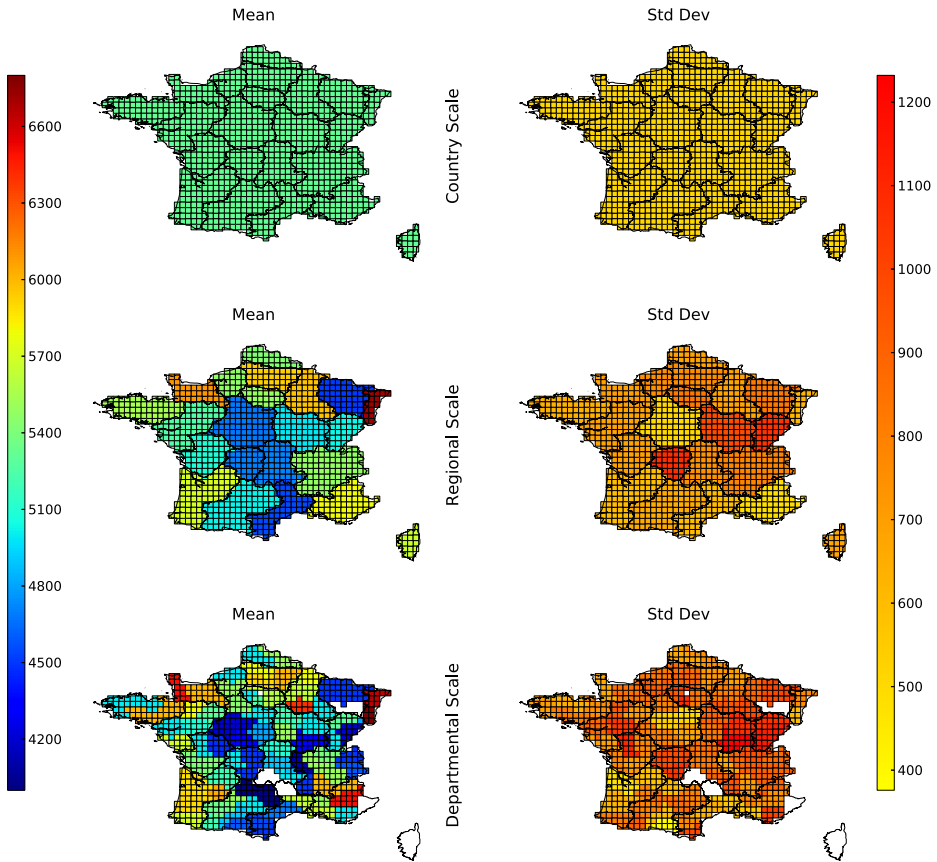 Mean
Std Dev
6600
6300
6000
5700
5400
5100
4800
4500
4200
Country Scale
1200
1100
1000
900
800
700
600
500
400
Mean
Std Dev
Regional Scale
Mean
Std Dev
Departmental Scale